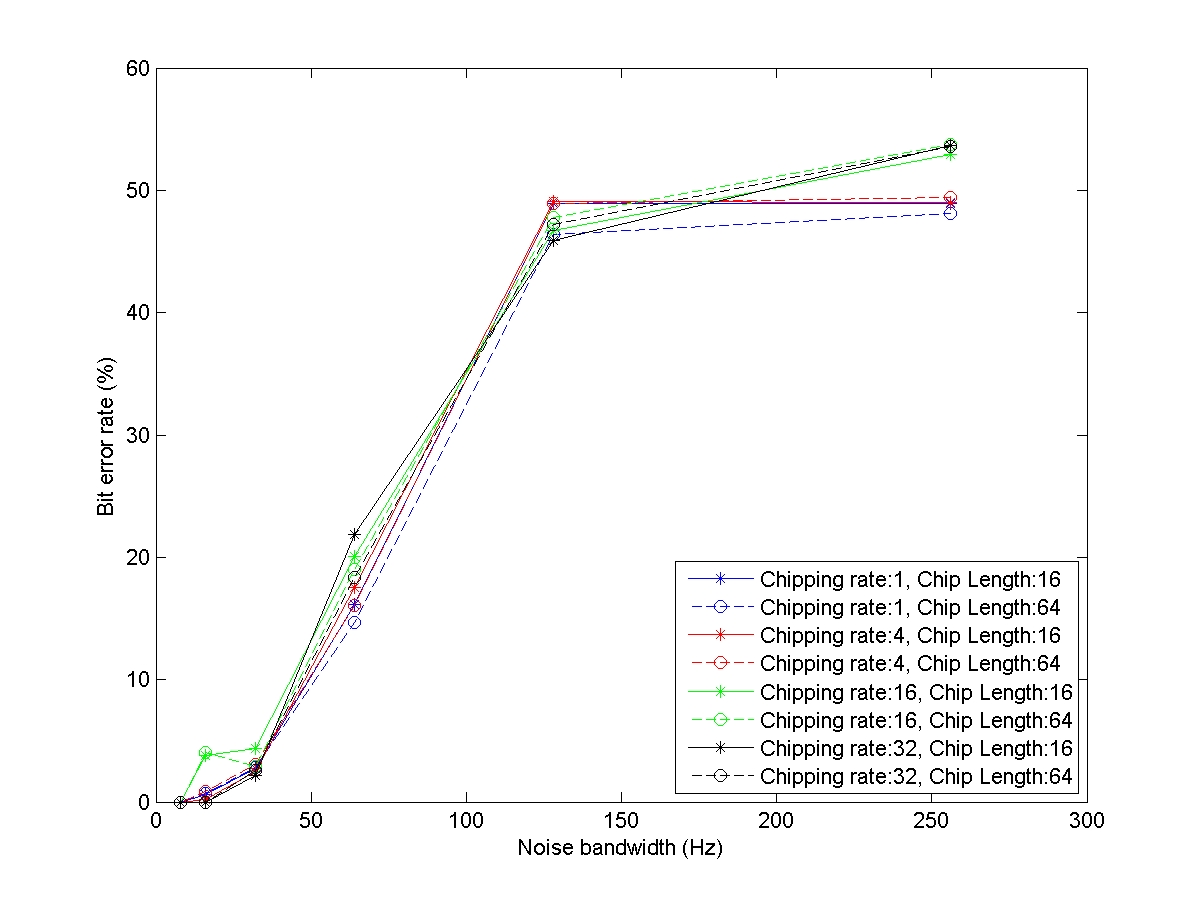 60
50
40
30
20
10
0
Bit error rate (%)
0 50 100 150 200 250 300
Noise bandwidth (Hz)
Chipping rate:1, Chip Length:16
Chipping rate:1, Chip Length:64
Chipping rate:4, Chip Length:16
Chipping rate:4, Chip Length:64
Chipping rate:16, Chip Length:16
Chipping rate:16, Chip Length:64
Chipping rate:32, Chip Length:16
Chipping rate:32, Chip Length:64